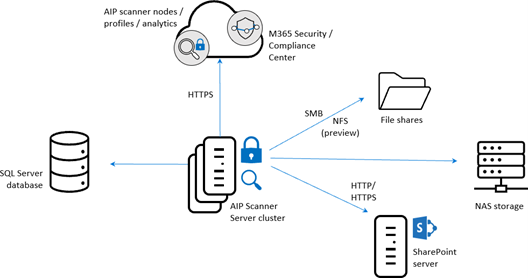 AIP scanner nodes /
profiles / analytics
M365 Security /
Compliance
Center
HTTPS
SMB
NFS
(preview)
File shares
SQL Server
database
AIP Scanner
Server cluster
HTTP/
HTTPS
NAS storage
S
SharePoint
server